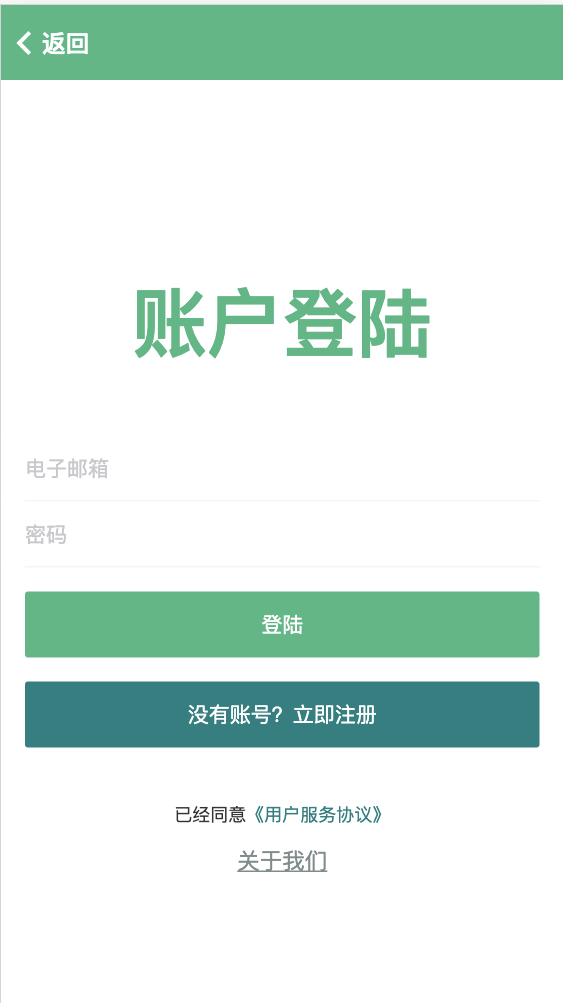 返回
账户登陆
电子邮箱
密码
登陆
没有账号？立即注册
已经同意《用户服务协议》
关于我们